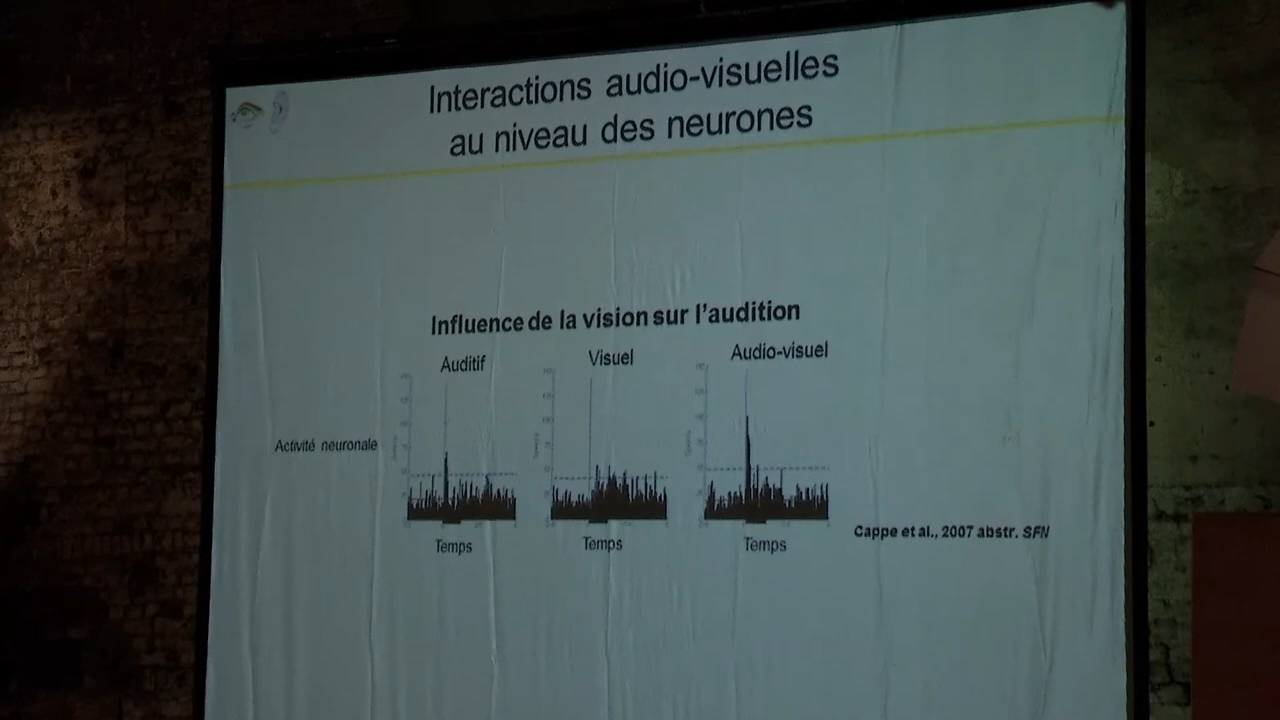 Interactions audio-visuelles
au niveau des neurones
Influence de la vision sur l'audition
Auditif
Visuel
Audio-visuel
Activité neuronale
Temps
Temps
Temps
Cappe et al., 2007 abstr. SFN